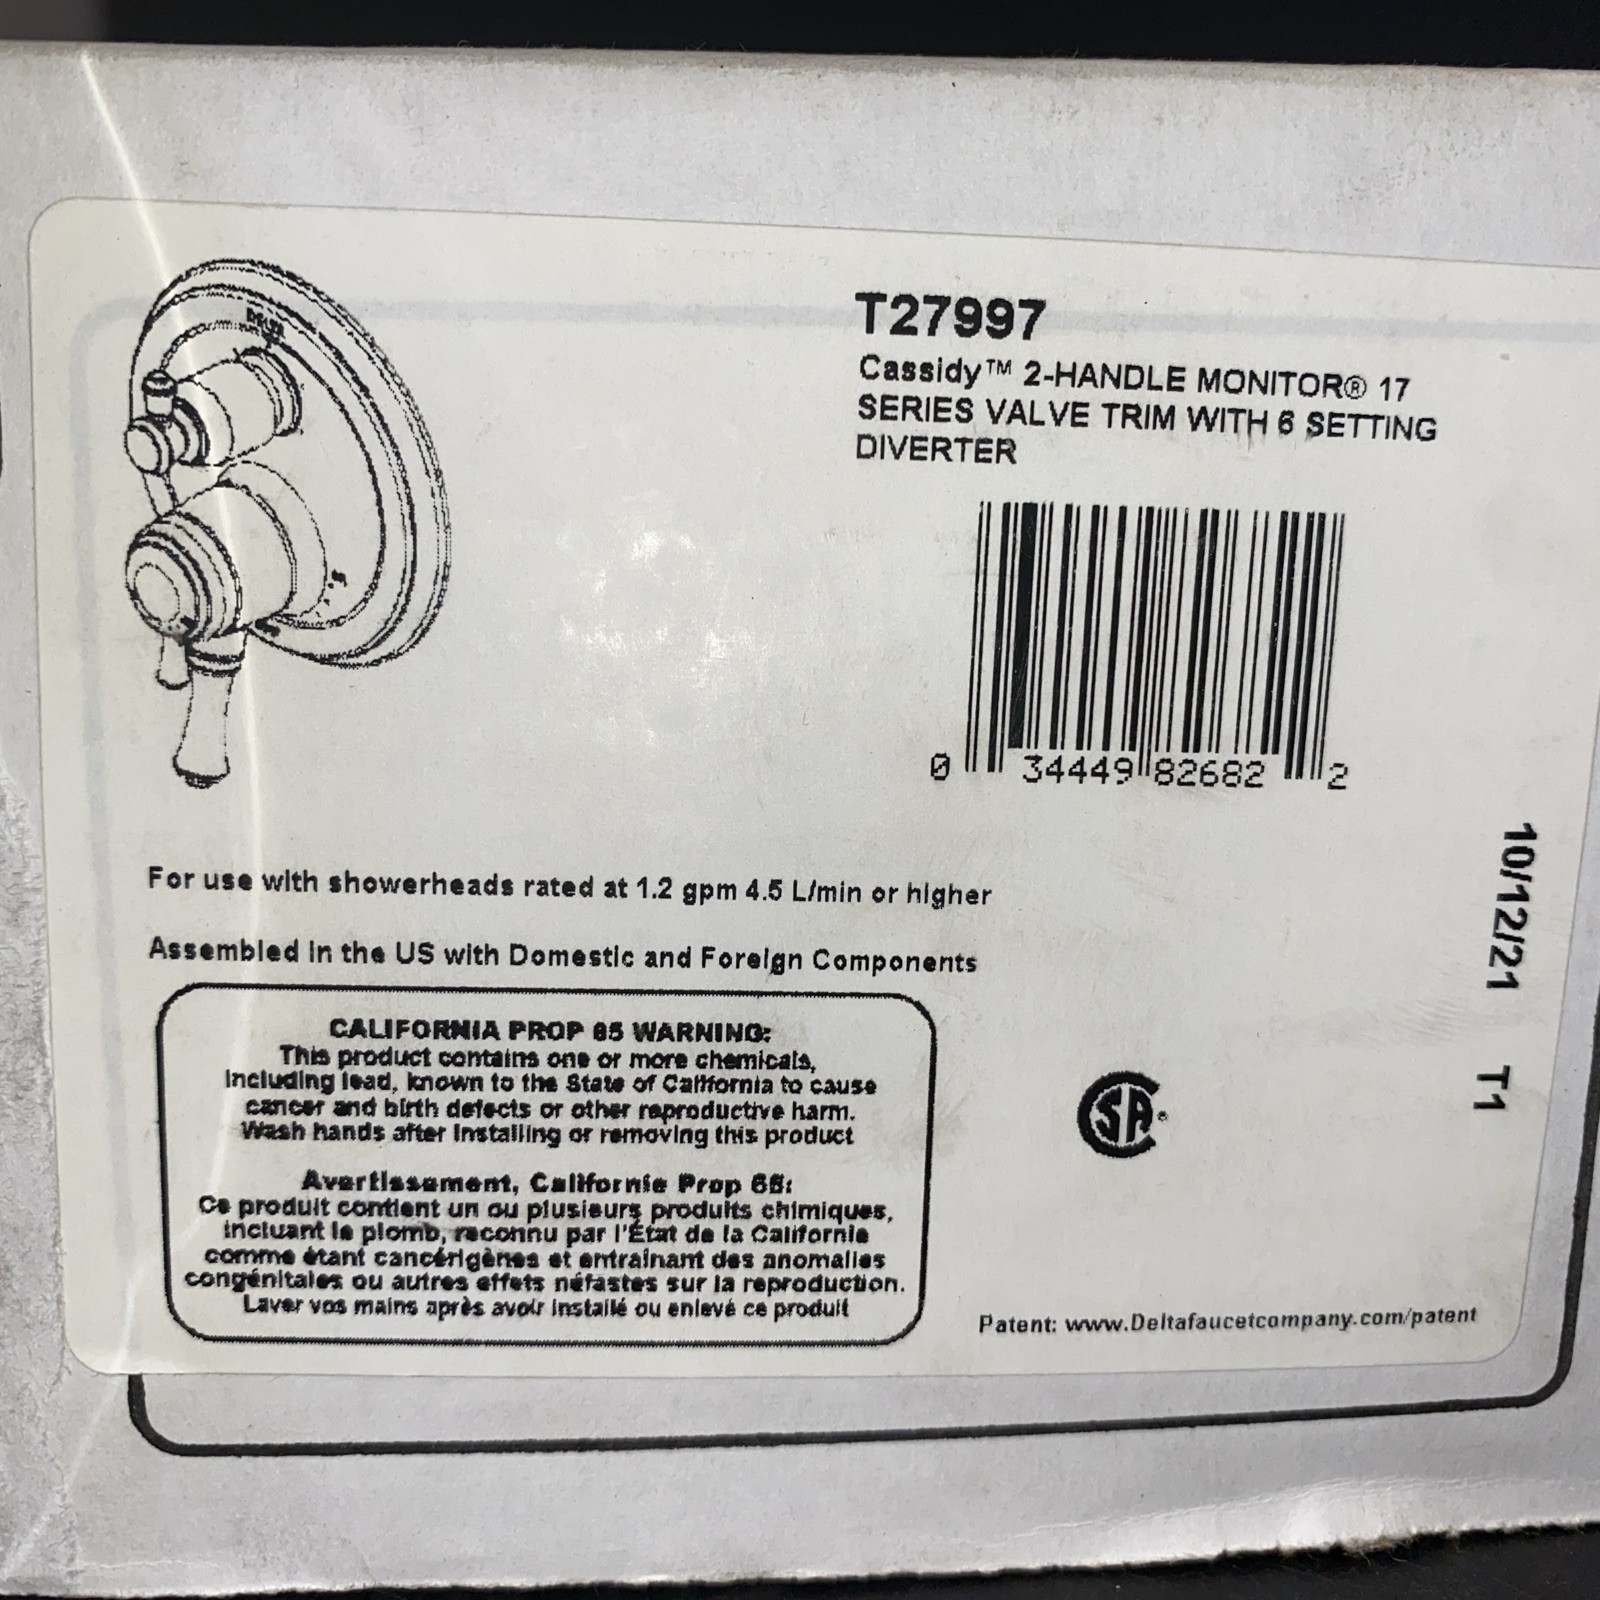 DELTA
T27997
Cassidy™ 2-HANDLE MONITOR® 17
SERIES VALVE TRIM WITH 6 SETTING
DIVERTER
0 34449 82682 2
For use with showerheads rated at 1.2 gpm 4.5 L/min or higher
Assembled in the US with Domestic and Foreign Components
CALIFORNIA PROP 65 WARNING:
This product contains one or more chemicals,
including lead, known to the State of California to cause
cancer and birth defects or other reproductive harm.
Wash hands after installing or removing this product
Avertissement, Californie Prop 65:
Ce produit contient un ou plusieurs produits chimiques,
incluant le plomb, reconnu par l'État de la Californie
comme étant cancérigènes et entraînant des anomalies
congénitales ou autres effets néfastes sur la reproduction.
Laver vos mains après avoir installé ou enlevé ce produit
10/12/21 T1
SA
Patent: www.Deltafaucetcompany.com/patent